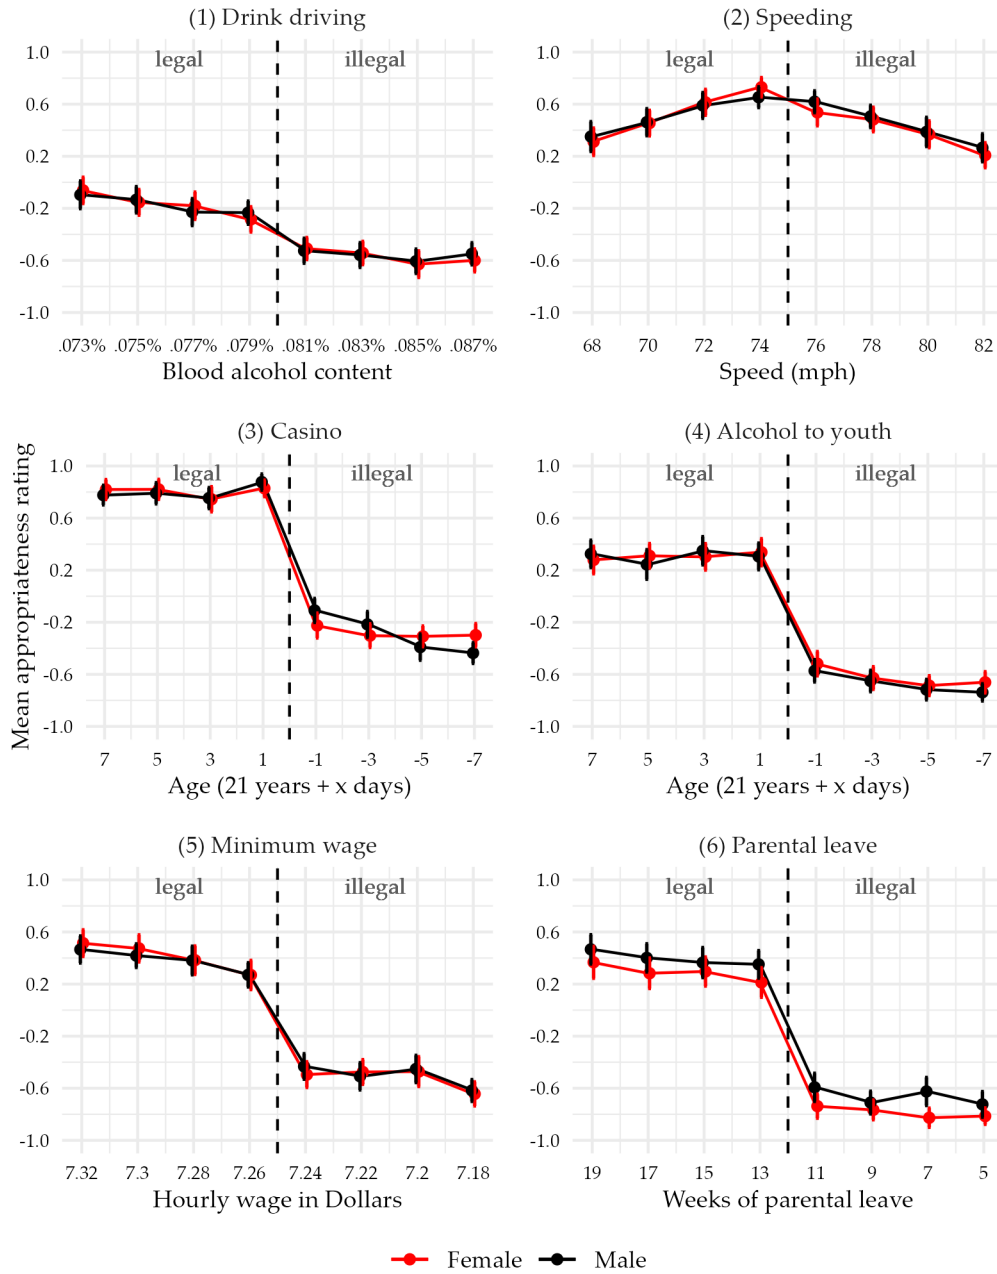 (1) Drink driving
1.0
0.6
0.2
-0.2
-0.6
-1.0
legal
illegal
.073% .075% .077% .079% .081% .083% .085% .087%
Blood alcohol content
(2) Speeding
1.0
0.6
0.2
-0.2
-0.6
-1.0
legal
illegal
68 70 72 74 76 78 80 82
Speed (mph)
Mean appropriateness rating
(3) Casino
1.0
0.6
0.2
-0.2
-0.6
-1.0
legal
illegal
7 5 3 1 -1 -3 -5 -7
Age (21 years + x days)
(4) Alcohol to youth
1.0
0.6
0.2
-0.2
-0.6
-1.0
legal
illegal
7 5 3 1 -1 -3 -5 -7
Age (21 years + x days)
(5) Minimum wage
1.0
0.6
0.2
-0.2
-0.6
-1.0
legal
illegal
7.32 7.3 7.28 7.26 7.24 7.22 7.2 7.18
Hourly wage in Dollars
(6) Parental leave
1.0
0.6
0.2
-0.2
-0.6
-1.0
legal
illegal
19 17 15 13 11 9 7 5
Weeks of parental leave
Female Male